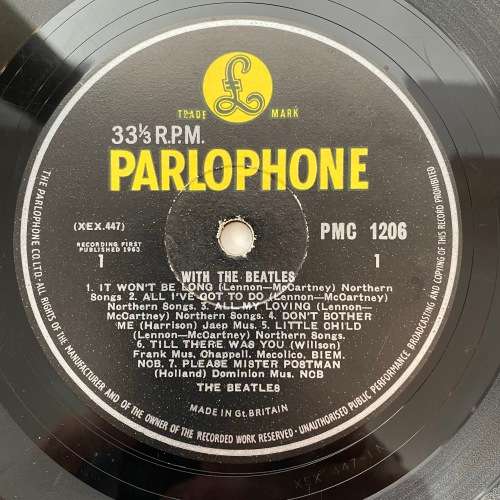 £
TRADE MARK
33⅓ R.P.M.
PARLOPHONE
(XEX.447)
PMC 1206
RECORDING FIRST
PUBLISHED 1963
1
1
WITH THE BEATLES
1. IT WON'T BE LONG (Lennon—McCartney) Northern
Songs 2. ALL I'VE GOT TO DO (Lennon—McCartney)
Northern Songs. 3. ALL MY LOVING (Lennon—
McCartney) Northern Songs. 4. DON'T BOTHER
ME (Harrison) Jaep Mus. 5. LITTLE CHILD
(Lennon—McCartney) Northern Songs.
6. TILL THERE WAS YOU (Willson)
Frank Mus, Chappell, Mecolico, BIEM.
NCB. 7. PLEASE MISTER POSTMAN
(Holland) Dominion Mus. NCB
THE BEATLES
MADE IN Gt. BRITAIN
THE PARLOPHONE CO. LTD. ALL RIGHTS OF THE MANUFACTURER AND OF THE OWNER OF THE RECORDED WORK RESERVED · UNAUTHORISED PUBLIC PERFORMANCE BROADCASTING AND COPYING OF THIS RECORD PROHIBITED